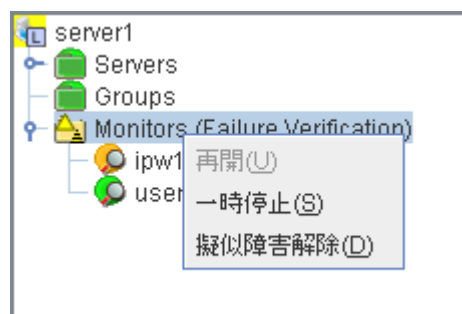 server1
Servers
Groups
Monitors (Failure Verification)
ipw1
user
再開(U)
一時停止(S)
擬似障害解除(D)